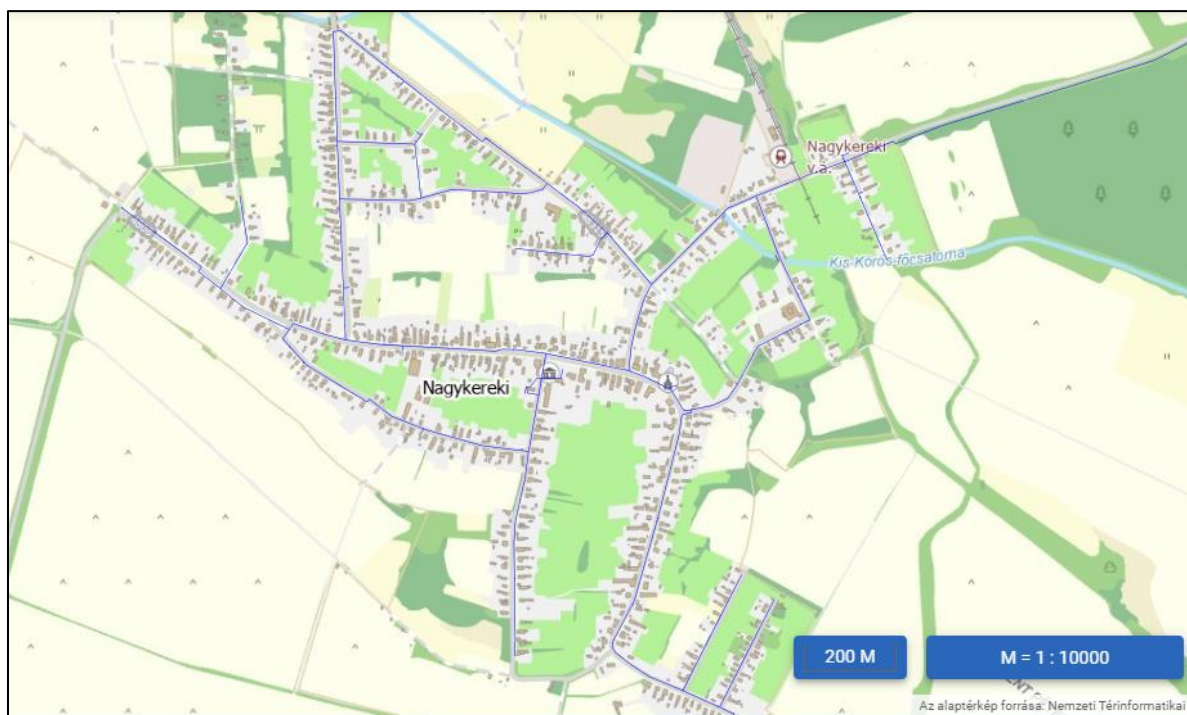 Nagykereki
v.á.
Kis-Körös-főcsatorna
Nagykereki
200 M
M = 1 : 10000
Az alaptérkép forrása: Nemzeti Térinformatikai